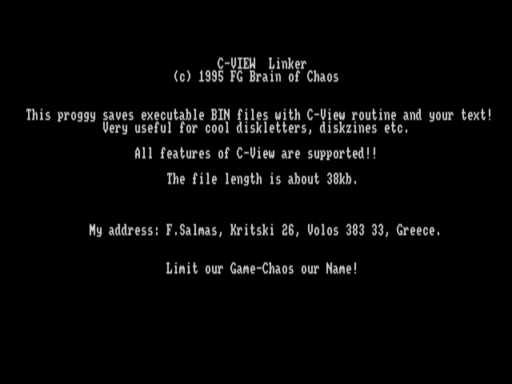 C-VIEW Linker
(c) 1995 FG Brain of Chaos
This proggy saves executable BIN files with C-View routine and your text!
Very useful for cool diskletters, diskzines etc.
All features of C-View are supported!!
The file length is about 38kb.
My address: F.Salmas, Kritski 26, Volos 383 33, Greece.
Limit our Game-Chaos our Name!